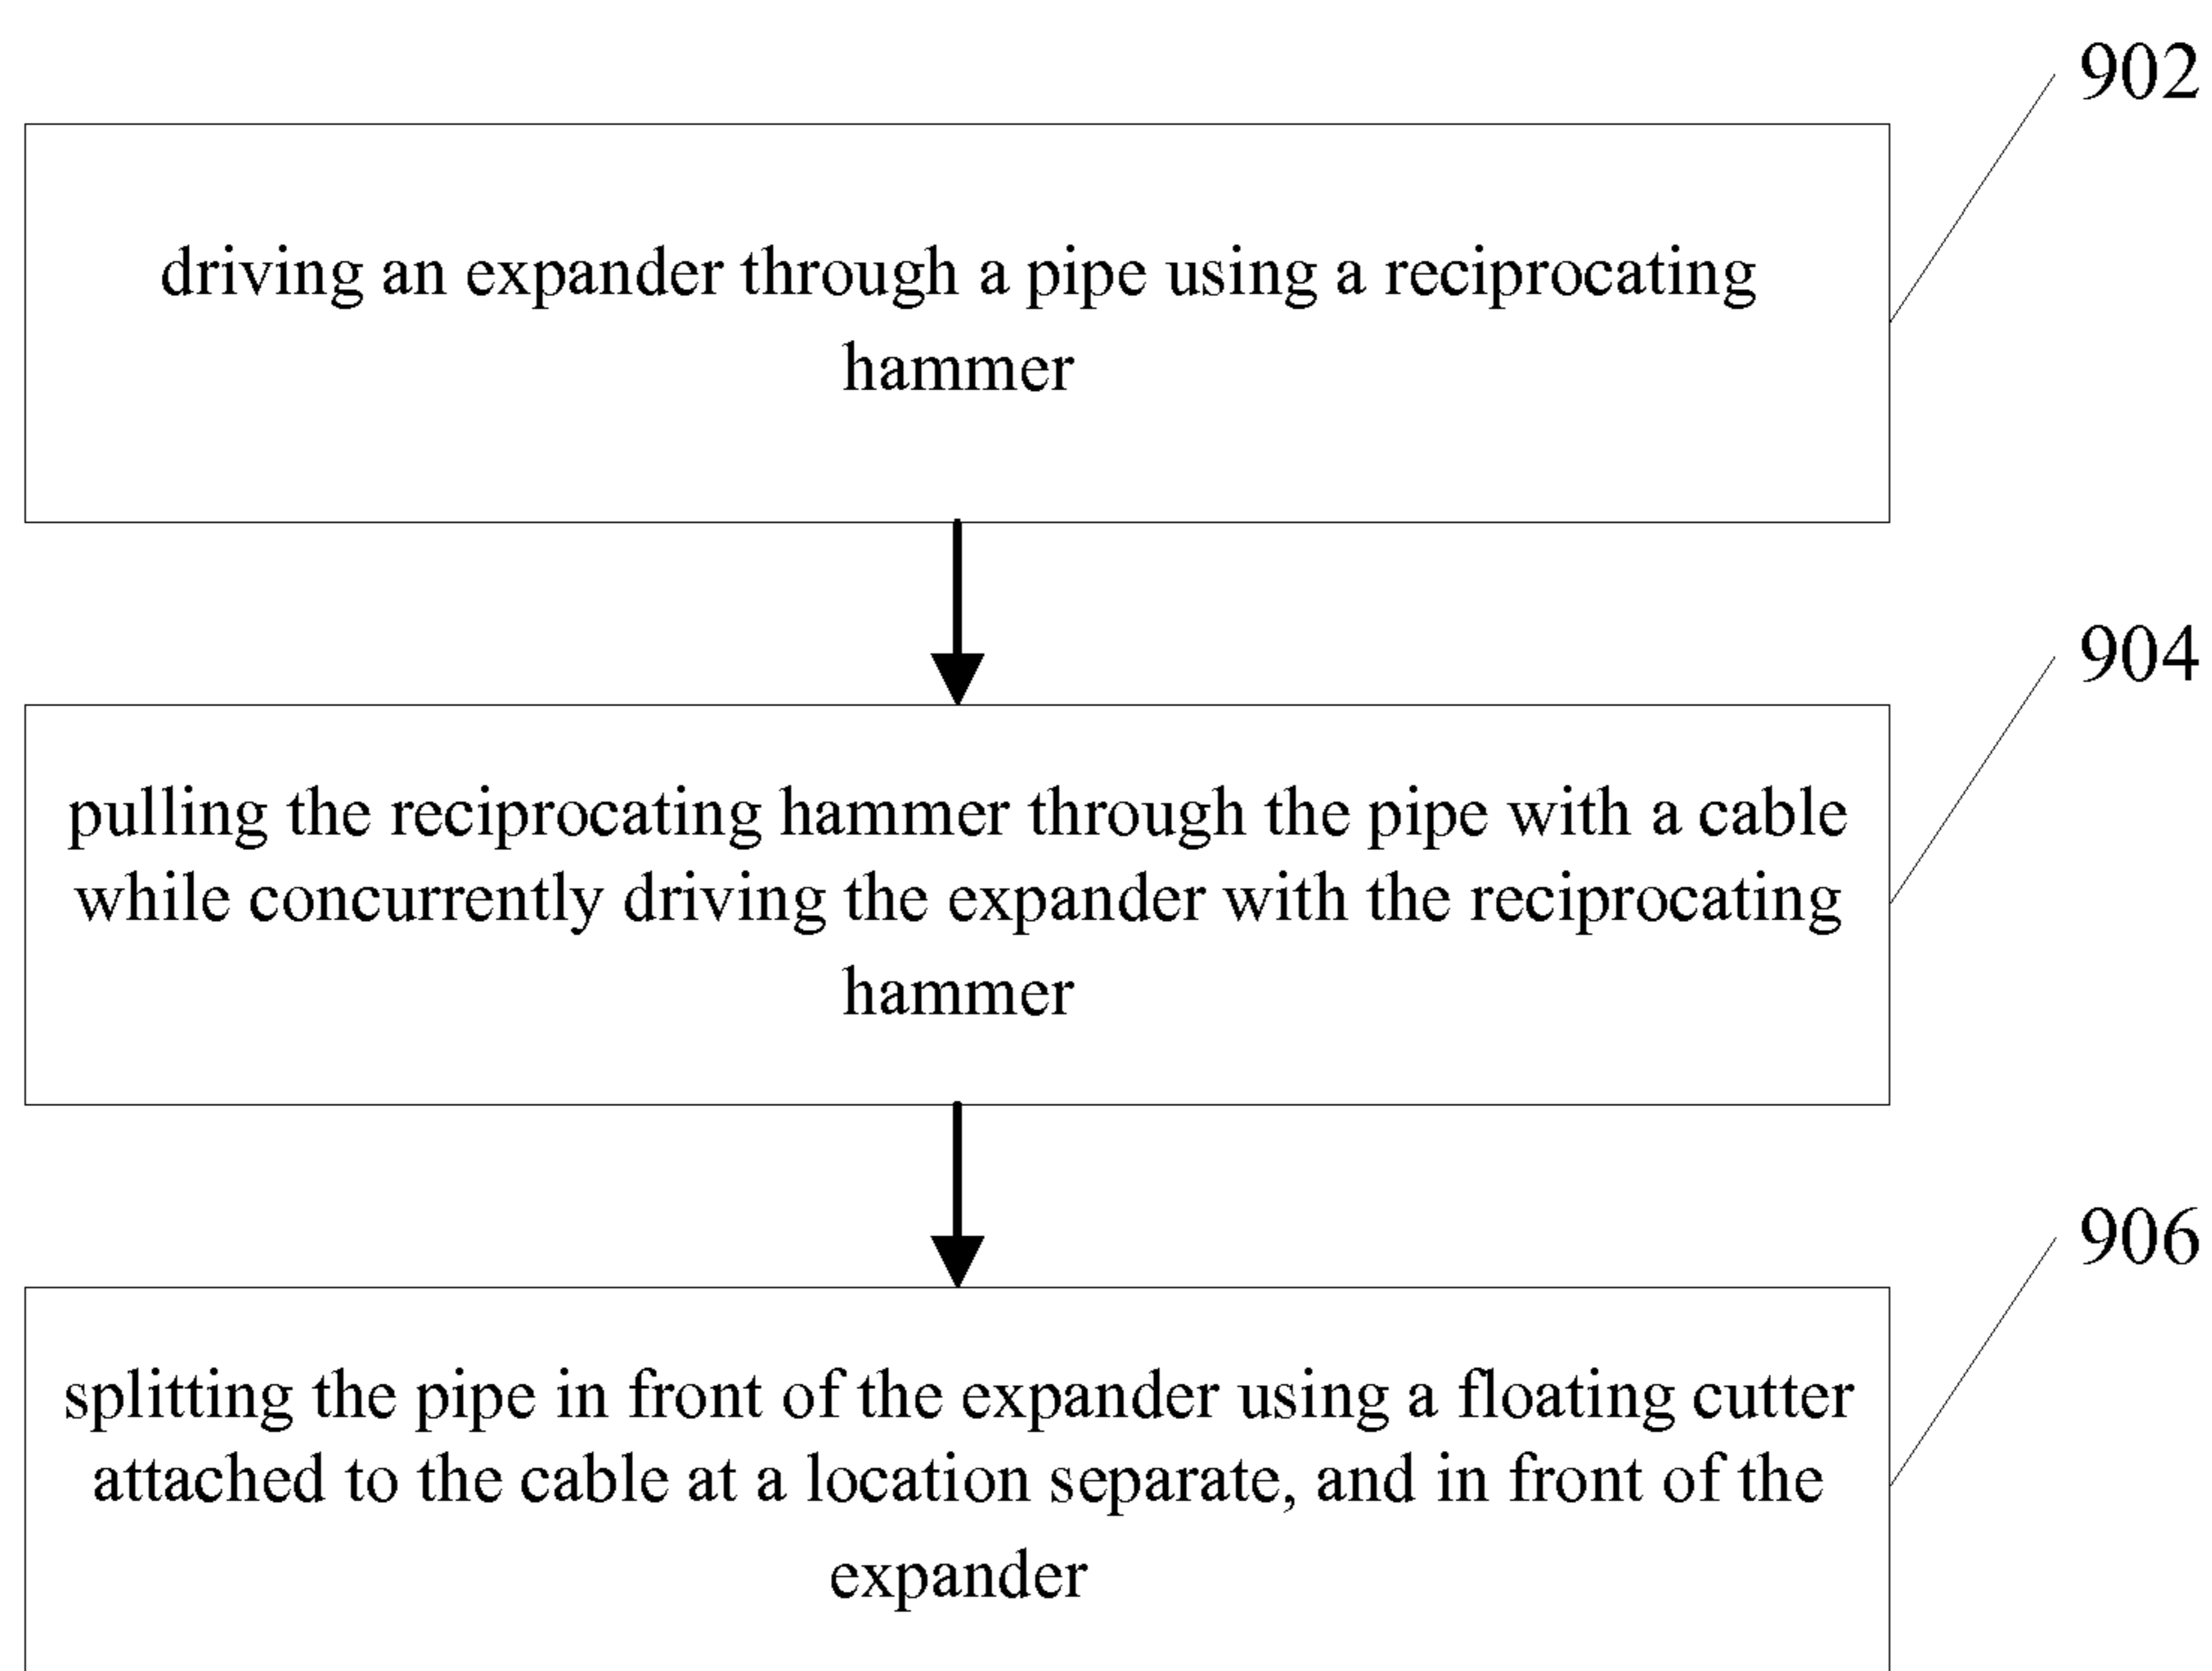 902
driving an expander through a pipe using a reciprocating
hammer
904
pulling the reciprocating hammer through the pipe with a cable
while concurrently driving the expander with the reciprocating
hammer
906
splitting the pipe in front of the expander using a floating cutter
attached to the cable at a location separate, and in front of the
expander